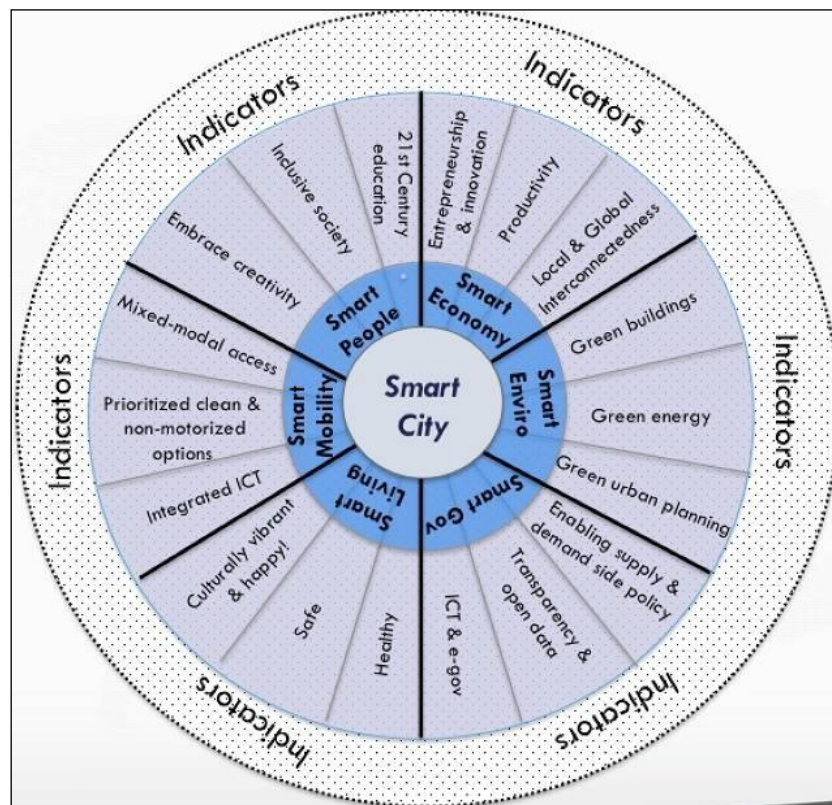 Indicators
Indicators
Indicators
Indicators
Indicators
Indicators
Smart
City
Smart
Economy
Entrepreneurship
& innovation
Productivity
Local & Global
Interconnectedness
Smart
Enviro
Green buildings
Green energy
Green urban planning
Smart Gov
Enabling supply &
demand side policy
Transparency &
open data
ICT & e-gov
Smart
Living
Healthy
Safe
Culturally vibrant
& happy!
Smart
Mobility
Integrated ICT
Prioritized clean &
non-motorized
options
Mixed-modal access
Smart
People
Embrace creativity
Inclusive society
21st Century
education